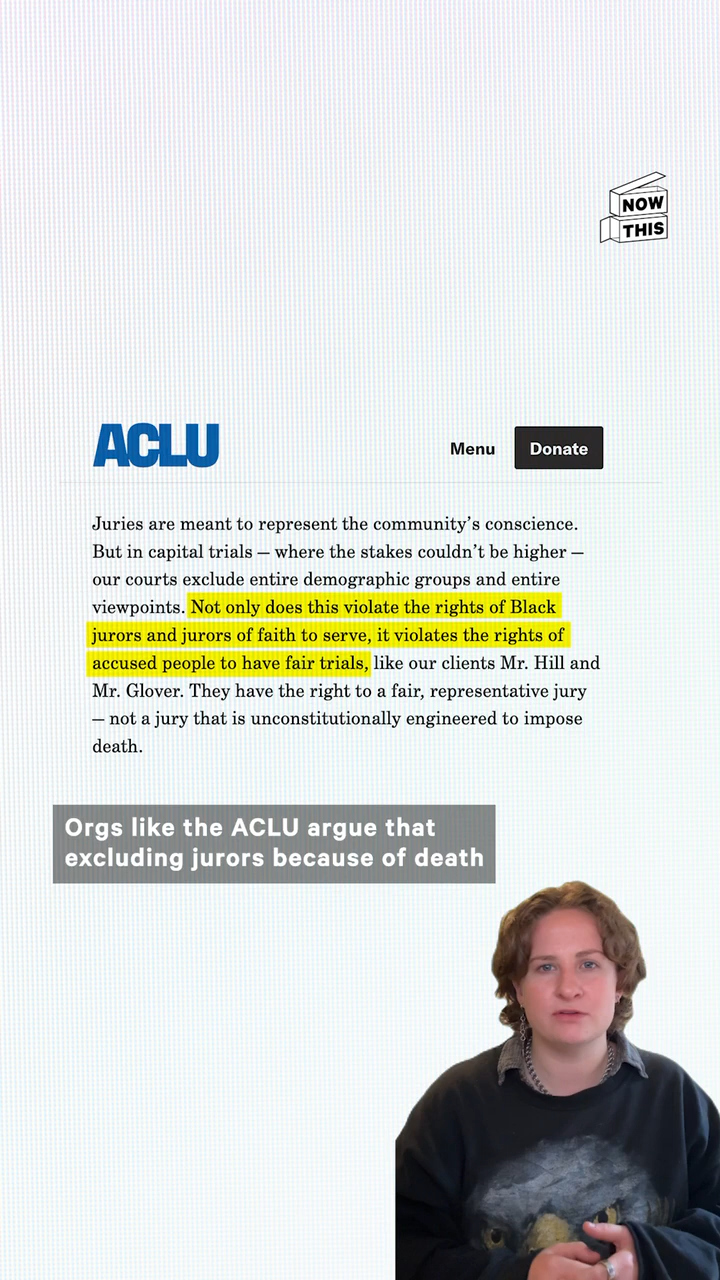 NOW
THIS
ACLU
Menu
Donate
Juries are meant to represent the community’s conscience.
But in capital trials — where the stakes couldn’t be higher —
our courts exclude entire demographic groups and entire
viewpoints. Not only does this violate the rights of Black
jurors and jurors of faith to serve, it violates the rights of
accused people to have fair trials, like our clients Mr. Hill and
Mr. Glover. They have the right to a fair, representative jury
— not a jury that is unconstitutionally engineered to impose
death.
Orgs like the ACLU argue that
excluding jurors because of death